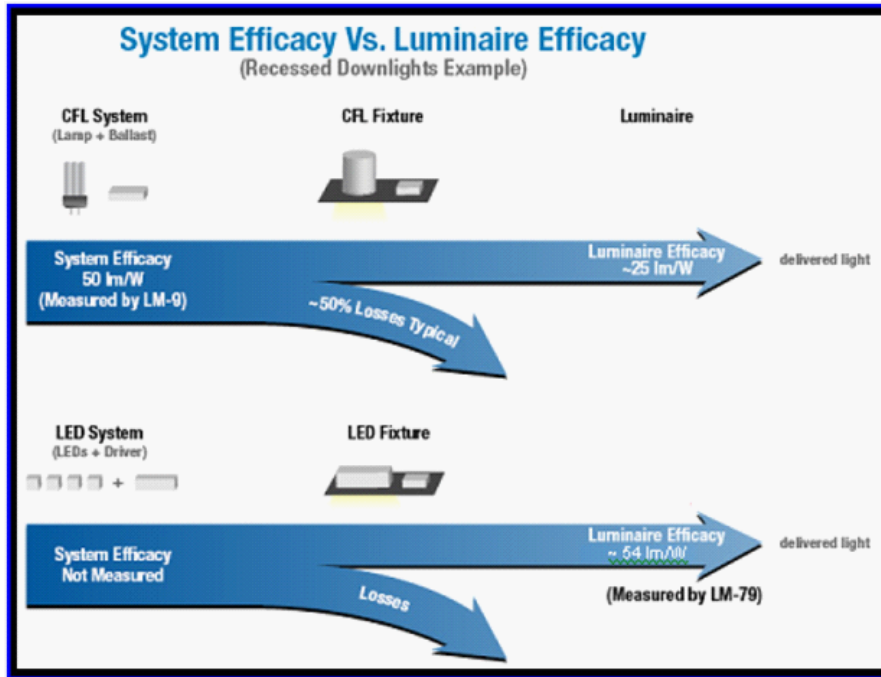 System Efficacy Vs. Luminaire Efficacy
(Recessed Downlights Example)
CFL System
(Lamp + Ballast)
CFL Fixture
Luminaire
System Efficacy
50 lm/W
(Measured by LM-9)
Luminaire Efficacy
~25 lm/W
delivered light
~50% Losses Typical
LED System
(LEDs + Driver)
+
LED Fixture
System Efficacy
Not Measured
Luminaire Efficacy
~ 54 lm/W
delivered light
Losses
(Measured by LM-79)